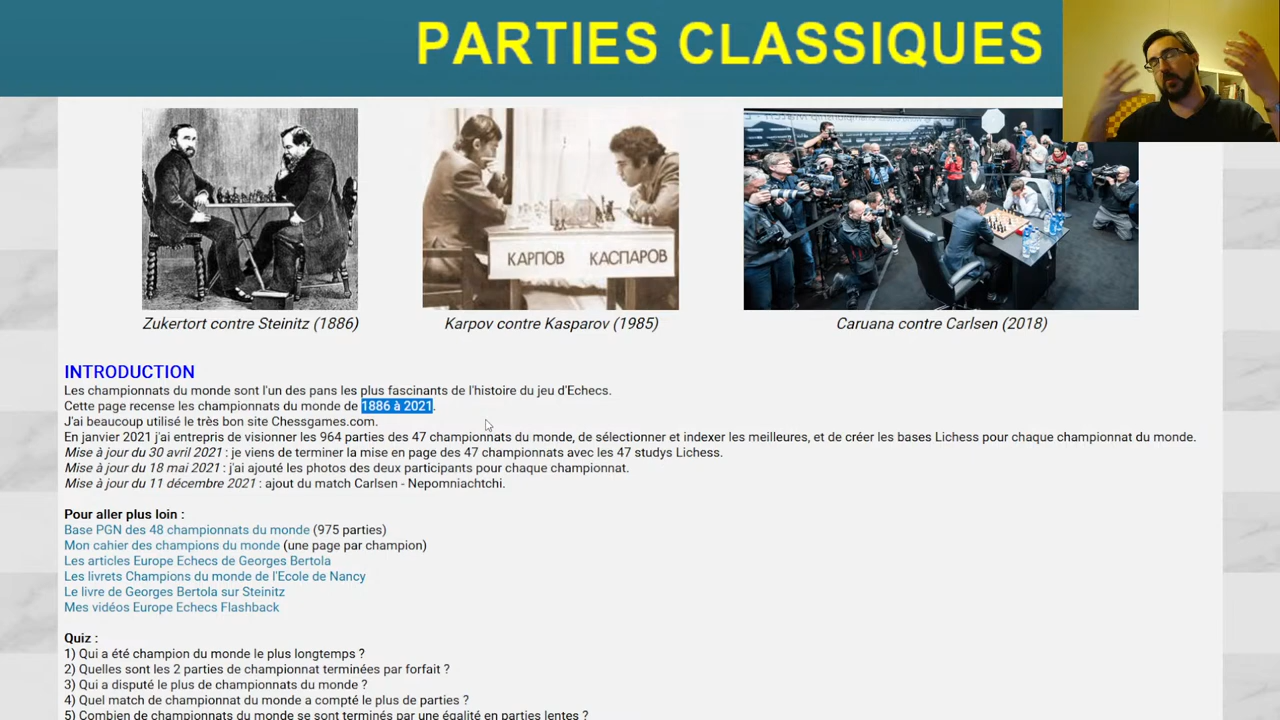 PARTIES CLASSIQUES
КАРПОВ КАСПАРОВ
Zukertort contre Steinitz (1886)
Karpov contre Kasparov (1985)
Caruana contre Carlsen (2018)
INTRODUCTION
Les championnats du monde sont l'un des pans les plus fascinants de l'histoire du jeu d'Echecs.
Cette page recense les championnats du monde de 1886 à 2021.
J'ai beaucoup utilisé le très bon site Chessgames.com.
En janvier 2021 j'ai entrepris de visionner les 964 parties des 47 championnats du monde, de sélectionner et indexer les meilleures, et de créer les bases Lichess pour chaque championnat du monde.
Mise à jour du 30 avril 2021 : je viens de terminer la mise en page des 47 championnats avec les 47 studys Lichess.
Mise à jour du 18 mai 2021 : j'ai ajouté les photos des deux participants pour chaque championnat.
Mise à jour du 11 décembre 2021 : ajout du match Carlsen - Nepomniachtchi.
Pour aller plus loin :
Base PGN des 48 championnats du monde (975 parties)
Mon cahier des champions du monde (une page par champion)
Les articles Europe Echecs de Georges Bertola
Les livrets Champions du monde de l'Ecole de Nancy
Le livre de Georges Bertola sur Steinitz
Mes vidéos Europe Echecs Flashback
Quiz :
1) Qui a été champion du monde le plus longtemps ?
2) Quelles sont les 2 parties de championnat terminées par forfait ?
3) Qui a disputé le plus de championnats du monde ?
4) Quel match de championnat du monde a compté le plus de parties ?
5) Combien de championnats du monde se sont terminés par une égalité en parties lentes ?